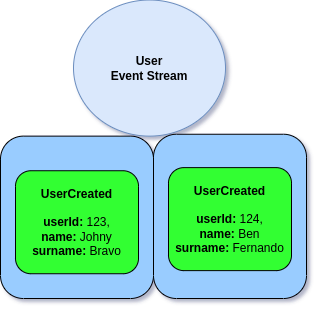 User
Event Stream
UserCreated
userId: 123,
name: Johny
surname: Bravo
UserCreated
userId: 124,
name: Ben
surname: Fernando